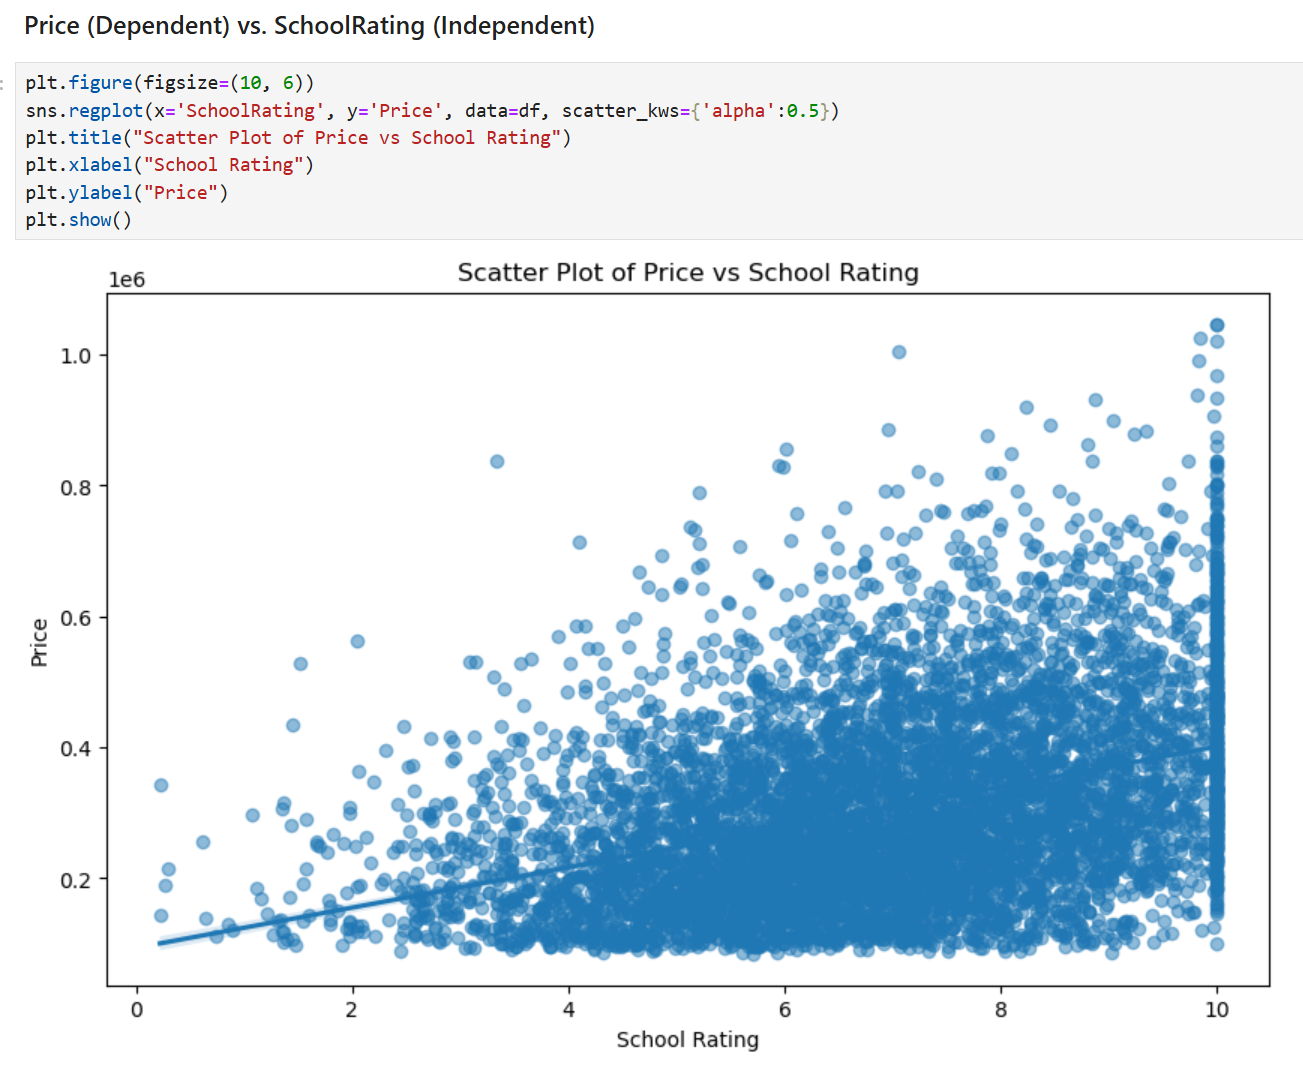 Price (Dependent) vs. SchoolRating (Independent)
:
plt.figure(figsize=(10, 6))
sns.regplot(x='SchoolRating', y='Price', data=df, scatter_kws={'alpha':0.5})
plt.title("Scatter Plot of Price vs School Rating")
plt.xlabel("School Rating")
plt.ylabel("Price")
plt.show()
Scatter Plot of Price vs School Rating
1e6
1.0
0.8
0.6
0.4
0.2
Price
0 2 4 6 8 10
School Rating